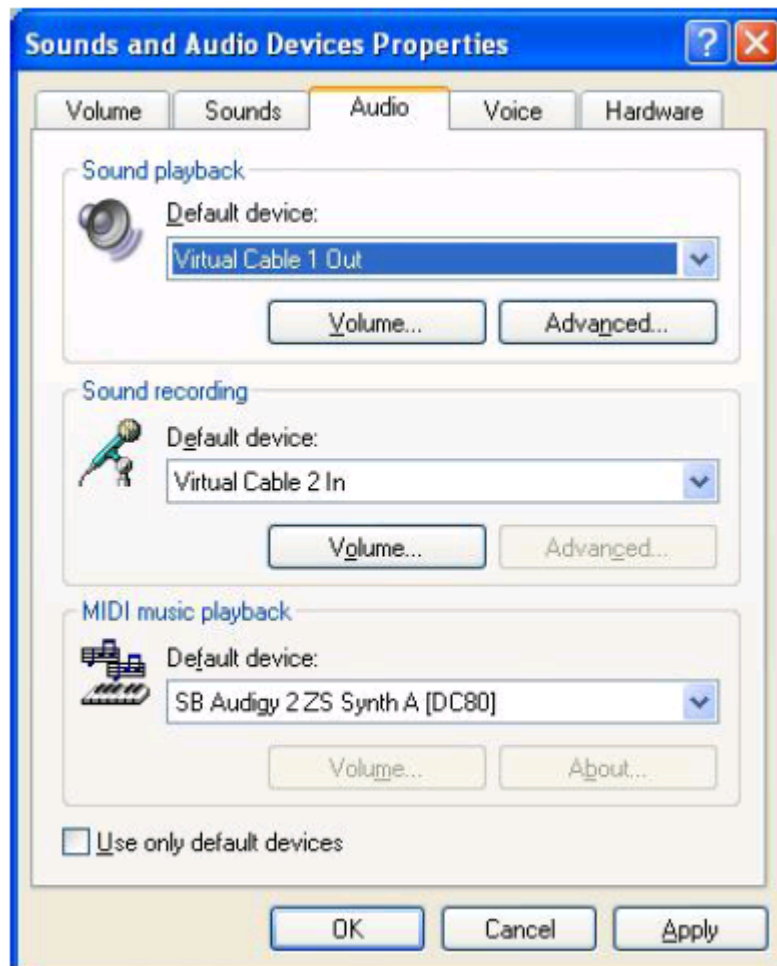 Sounds and Audio Devices Properties
Volume Sounds Audio Voice Hardware
Sound playback
Default device:
Virtual Cable 1 Out
Volume... Advanced...
Sound recording
Default device:
Virtual Cable 2 In
Volume... Advanced...
MIDI music playback
Default device:
SB Audigy 2 ZS Synth A [DC80]
Volume... About...
Use only default devices
OK Cancel Apply